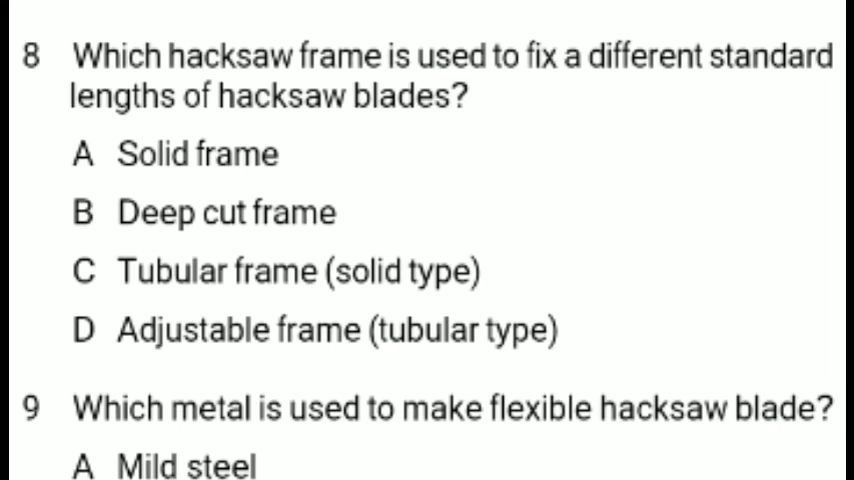 8 Which hacksaw frame is used to fix a different standard
lengths of hacksaw blades?
A Solid frame
B Deep cut frame
C Tubular frame (solid type)
D Adjustable frame (tubular type)
9 Which metal is used to make flexible hacksaw blade?
A Mild steel